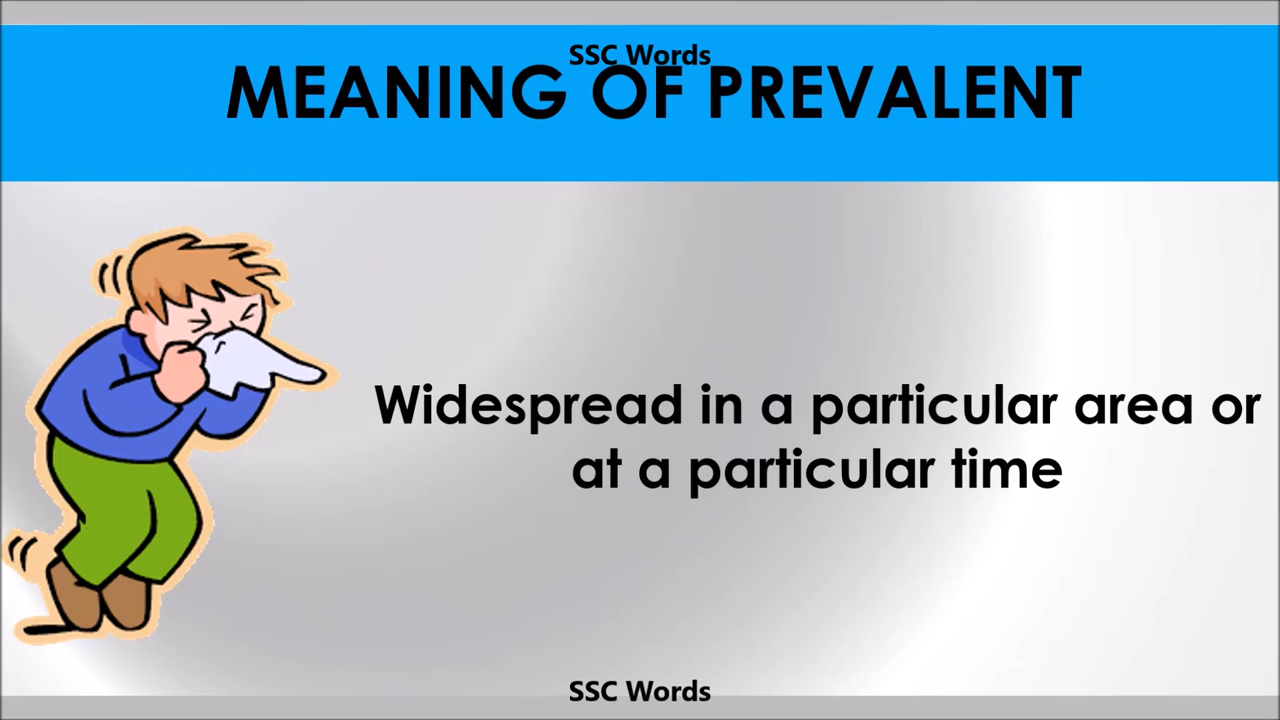 SSC Words
MEANING OF PREVALENT
Widespread in a particular area or
at a particular time
SSC Words